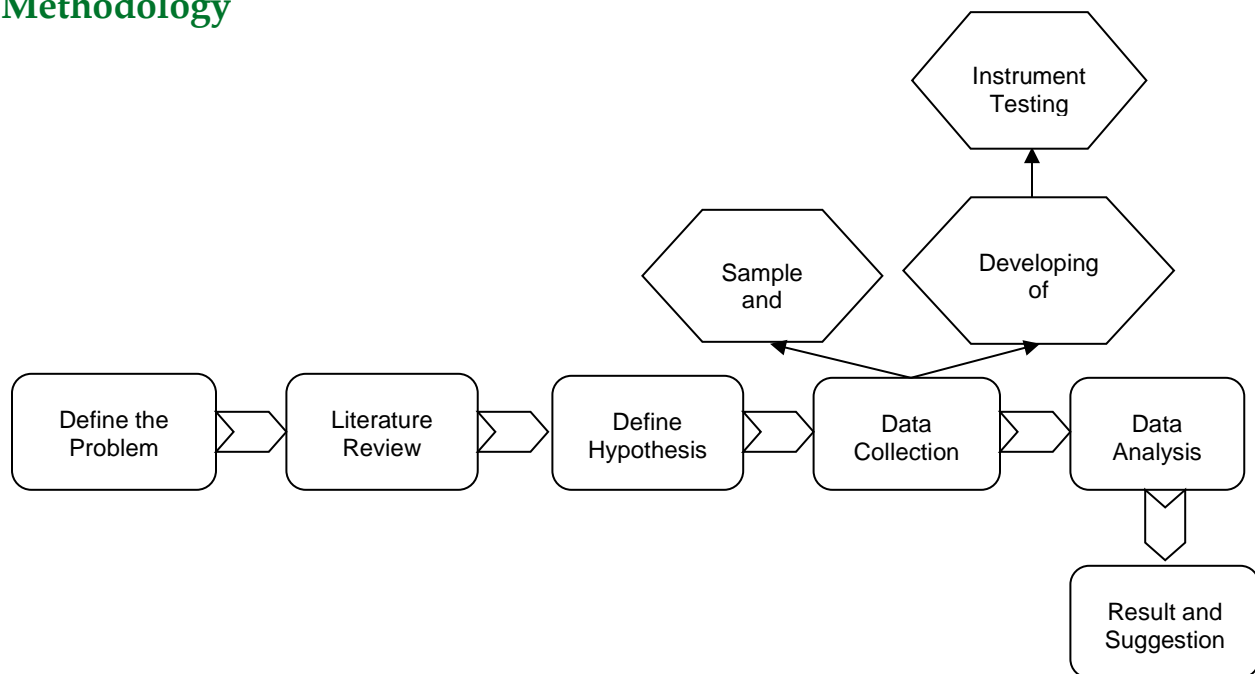 Methodology
Instrument
Testing
Sample
and
Developing
of
Define the
Problem
Literature
Review
Define
Hypothesis
Data
Collection
Data
Analysis
Result and
Suggestion